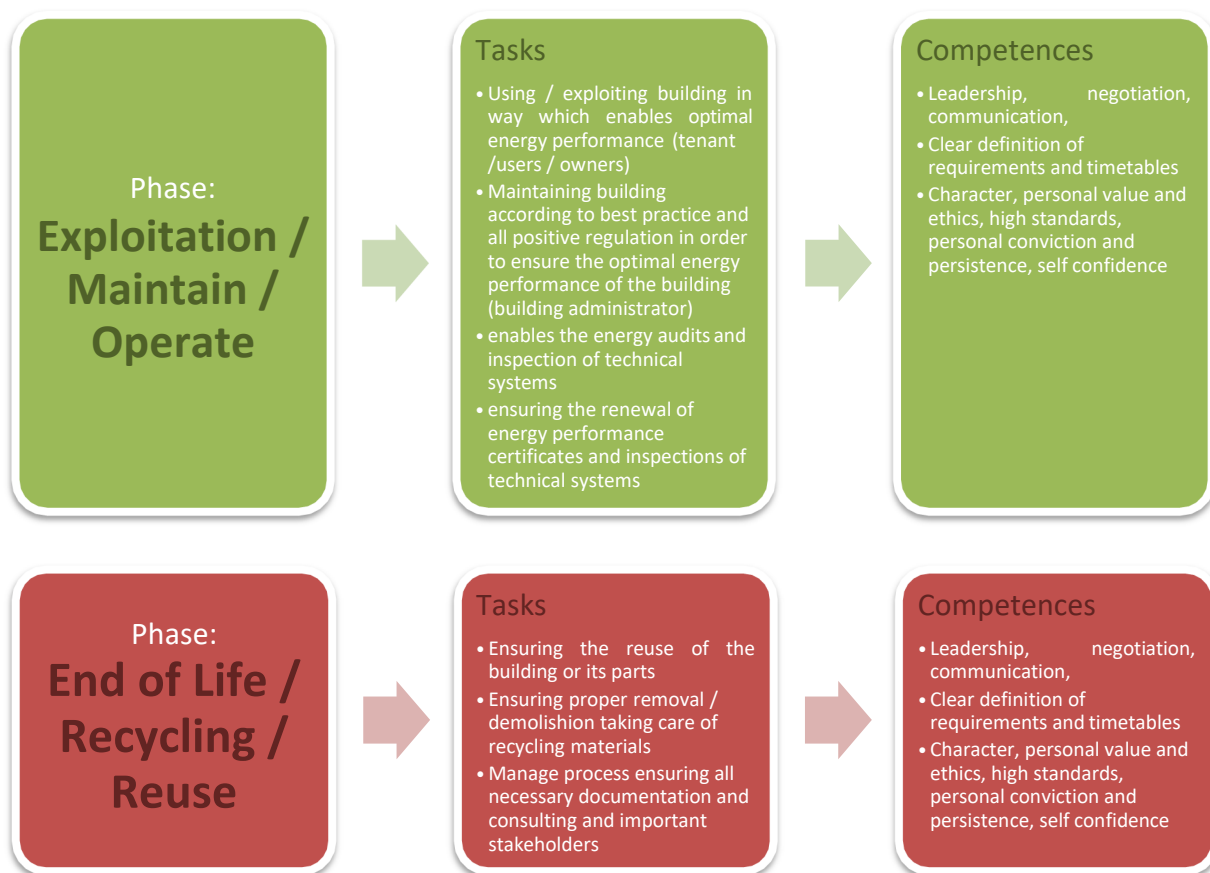 Phase:
Exploitation /
Maintain /
Operate
Tasks
• Using / exploiting building in
way which enables optimal
energy performance (tenant
/users / owners)
• Maintaining building
according to best practice and
all positive regulation in order
to ensure the optimal energy
performance of the building
(building administrator)
• enables the energy audits and
inspection of technical
systems
• ensuring the renewal of
energy performance
certificates and inspections of
technical systems
Competences
• Leadership, negotiation,
communication,
• Clear definition of
requirements and timetables
• Character, personal value and
ethics, high standards,
personal conviction and
persistence, self confidence
Phase:
End of Life /
Recycling /
Reuse
Tasks
• Ensuring the reuse of the
building or its parts
• Ensuring proper removal /
demolishion taking care of
recycling materials
• Manage process ensuring all
necessary documentation and
consulting and important
stakeholders
Competences
• Leadership, negotiation,
communication,
• Clear definition of
requirements and timetables
• Character, personal value and
ethics, high standards,
personal conviction and
persistence, self confidence